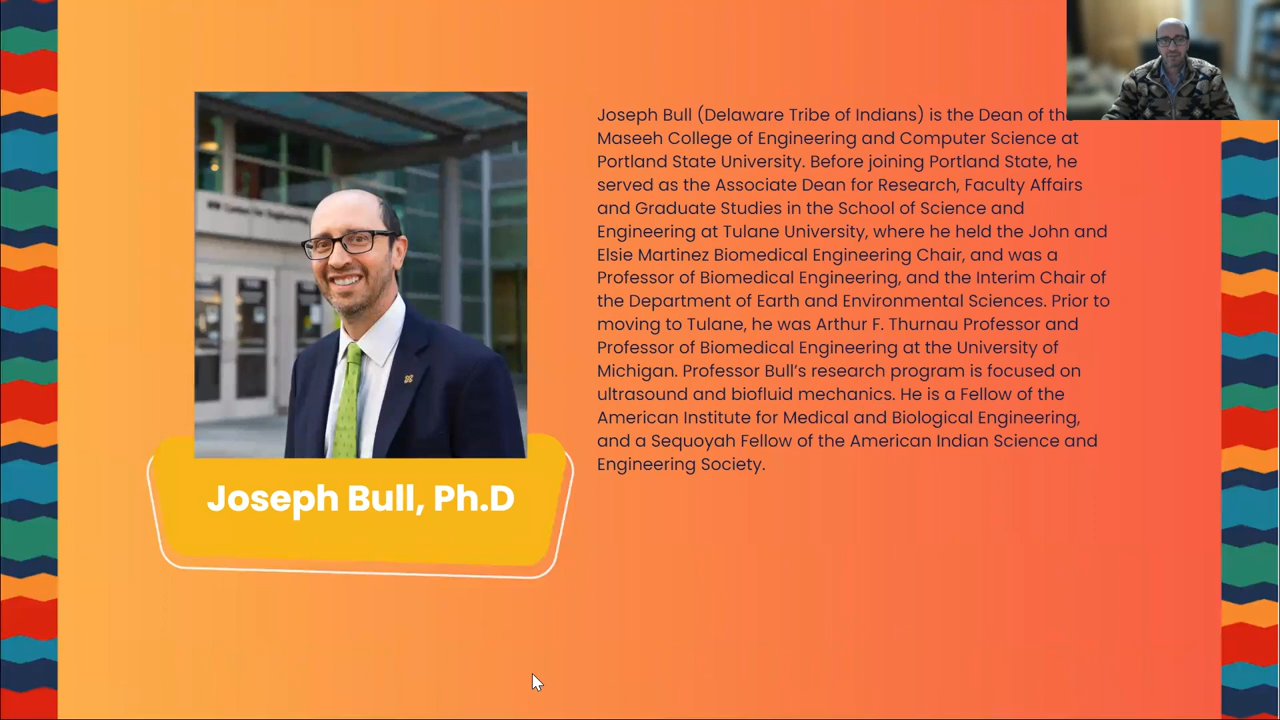 Joseph Bull (Delaware Tribe of Indians) is the Dean of the
Maseeh College of Engineering and Computer Science at
Portland State University. Before joining Portland State, he
served as the Associate Dean for Research, Faculty Affairs
and Graduate Studies in the School of Science and
Engineering at Tulane University, where he held the John and
Elsie Martinez Biomedical Engineering Chair, and was a
Professor of Biomedical Engineering, and the Interim Chair of
the Department of Earth and Environmental Sciences. Prior to
moving to Tulane, he was Arthur F. Thurnau Professor and
Professor of Biomedical Engineering at the University of
Michigan. Professor Bull’s research program is focused on
ultrasound and biofluid mechanics. He is a Fellow of the
American Institute for Medical and Biological Engineering,
and a Sequoyah Fellow of the American Indian Science and
Engineering Society.
Joseph Bull, Ph.D